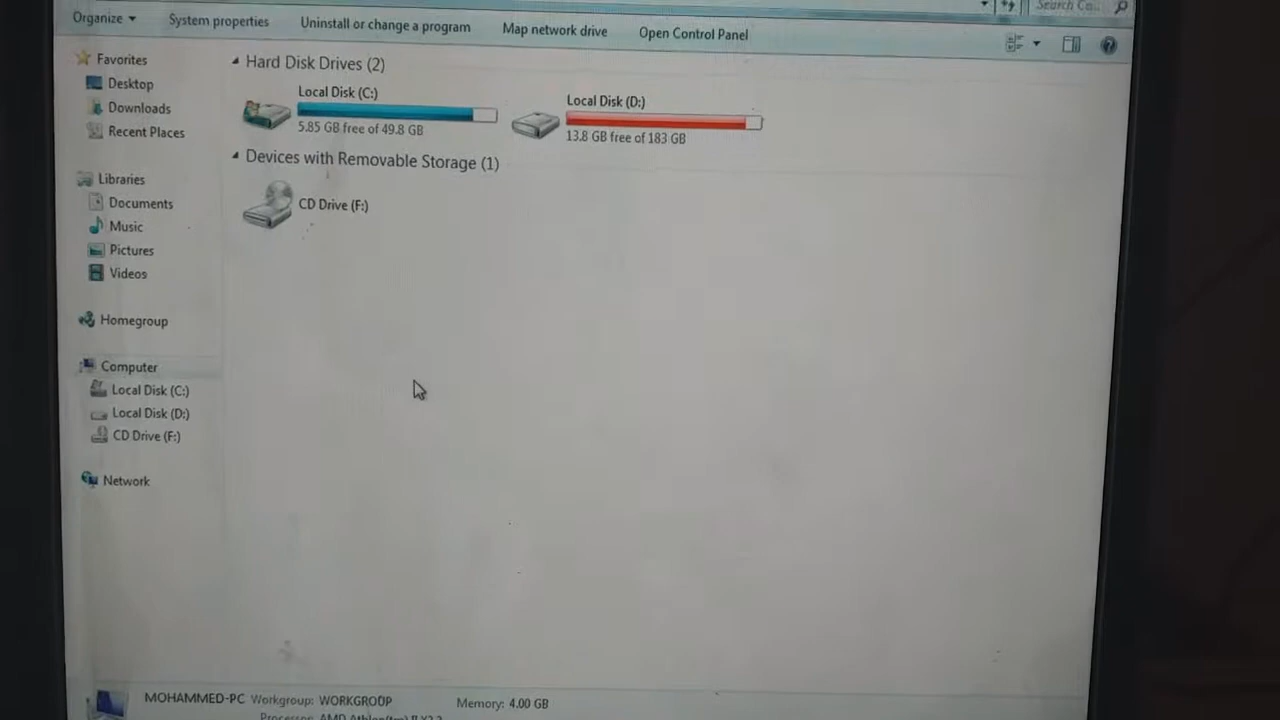 Organize System properties Uninstall or change a program Map network drive Open Control Panel
Favorites
Desktop
Downloads
Recent Places
Libraries
Documents
Music
Pictures
Videos
Homegroup
Computer
Local Disk (C:)
Local Disk (D:)
CD Drive (F:)
Network
Hard Disk Drives (2)
Local Disk (C:)
5.85 GB free of 49.8 GB
Local Disk (D:)
13.8 GB free of 183 GB
Devices with Removable Storage (1)
CD Drive (F:)
MOHAMMED-PC Workgroup: WORKGROUP Memory: 4.00 GB